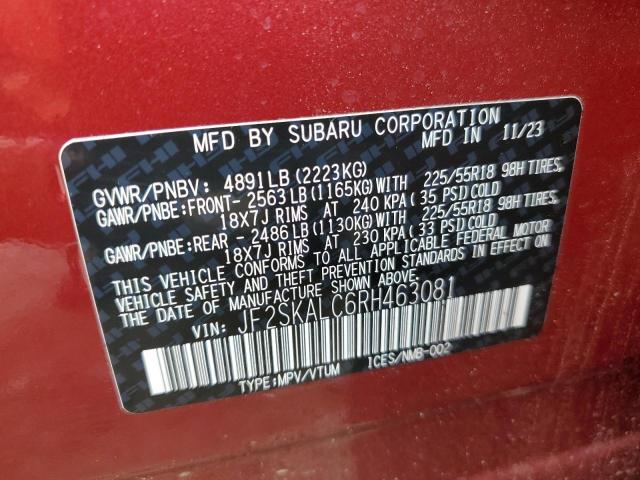 MFD BY SUBARU CORPORATION
MFD IN 11/23
GVWR/PNBV: 4891LB(2223KG)
GAWR/PNBE:FRONT- 2563LB(1165KG)WITH 225/55R18 98H TIRES,
18X7J RIMS AT 240 KPA(35 PSI)COLD
GAWR/PNBE:REAR - 2486LB(1130KG)WITH 225/55R18 98H TIRES,
18X7J RIMS AT 230 KPA(33 PSI)COLD
THIS VEHICLE CONFORMS TO ALL APPLICABLE FEDERAL MOTOR
VEHICLE SAFETY AND THEFT PREVENTION STANDARDS IN EFFECT ON
THE DATE OF MANUFACTURE SHOWN ABOVE.
VIN: JF2SKALC6RH463081
TYPE:MPV/VTUM ICES/NMB-002